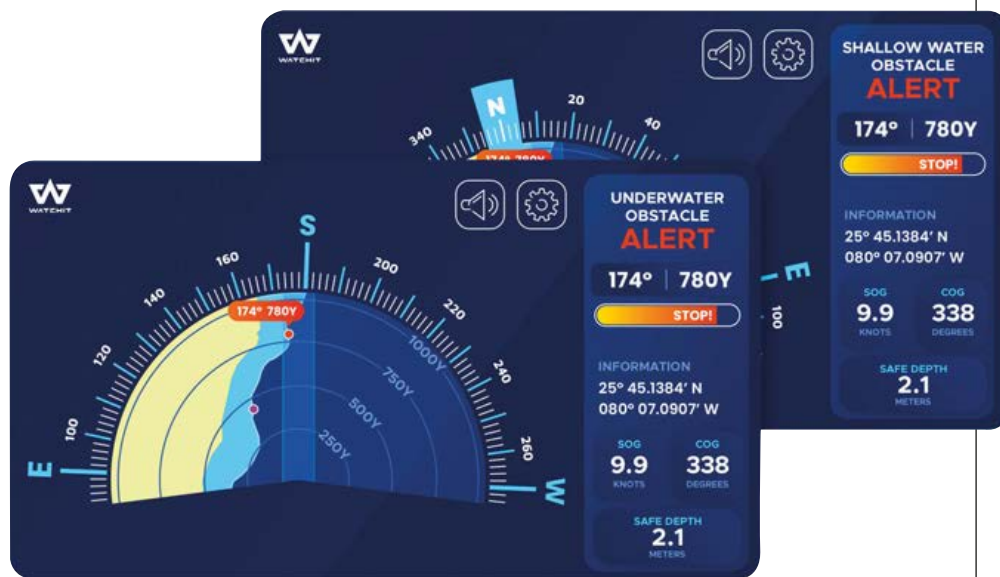 WATCHIT
SHALLOW WATER
OBSTACLE
ALERT
N
340
20
40
174° 780Y
174° 780Y
STOP!
INFORMATION
25° 45.1384' N
080° 07.0907' W
E
100
SOG
COG
9.9
338
KNOTS
DEGREES
SAFE DEPTH
2.1
METERS
WATCHIT
UNDERWATER
OBSTACLE
ALERT
S
160
200
140
220
120
240
100
260
E
W
174° 780Y
1000Y
750Y
500Y
250Y
174° 780Y
STOP!
INFORMATION
25° 45.1384' N
080° 07.0907' W
SOG
COG
9.9
338
KNOTS
DEGREES
SAFE DEPTH
2.1
METERS